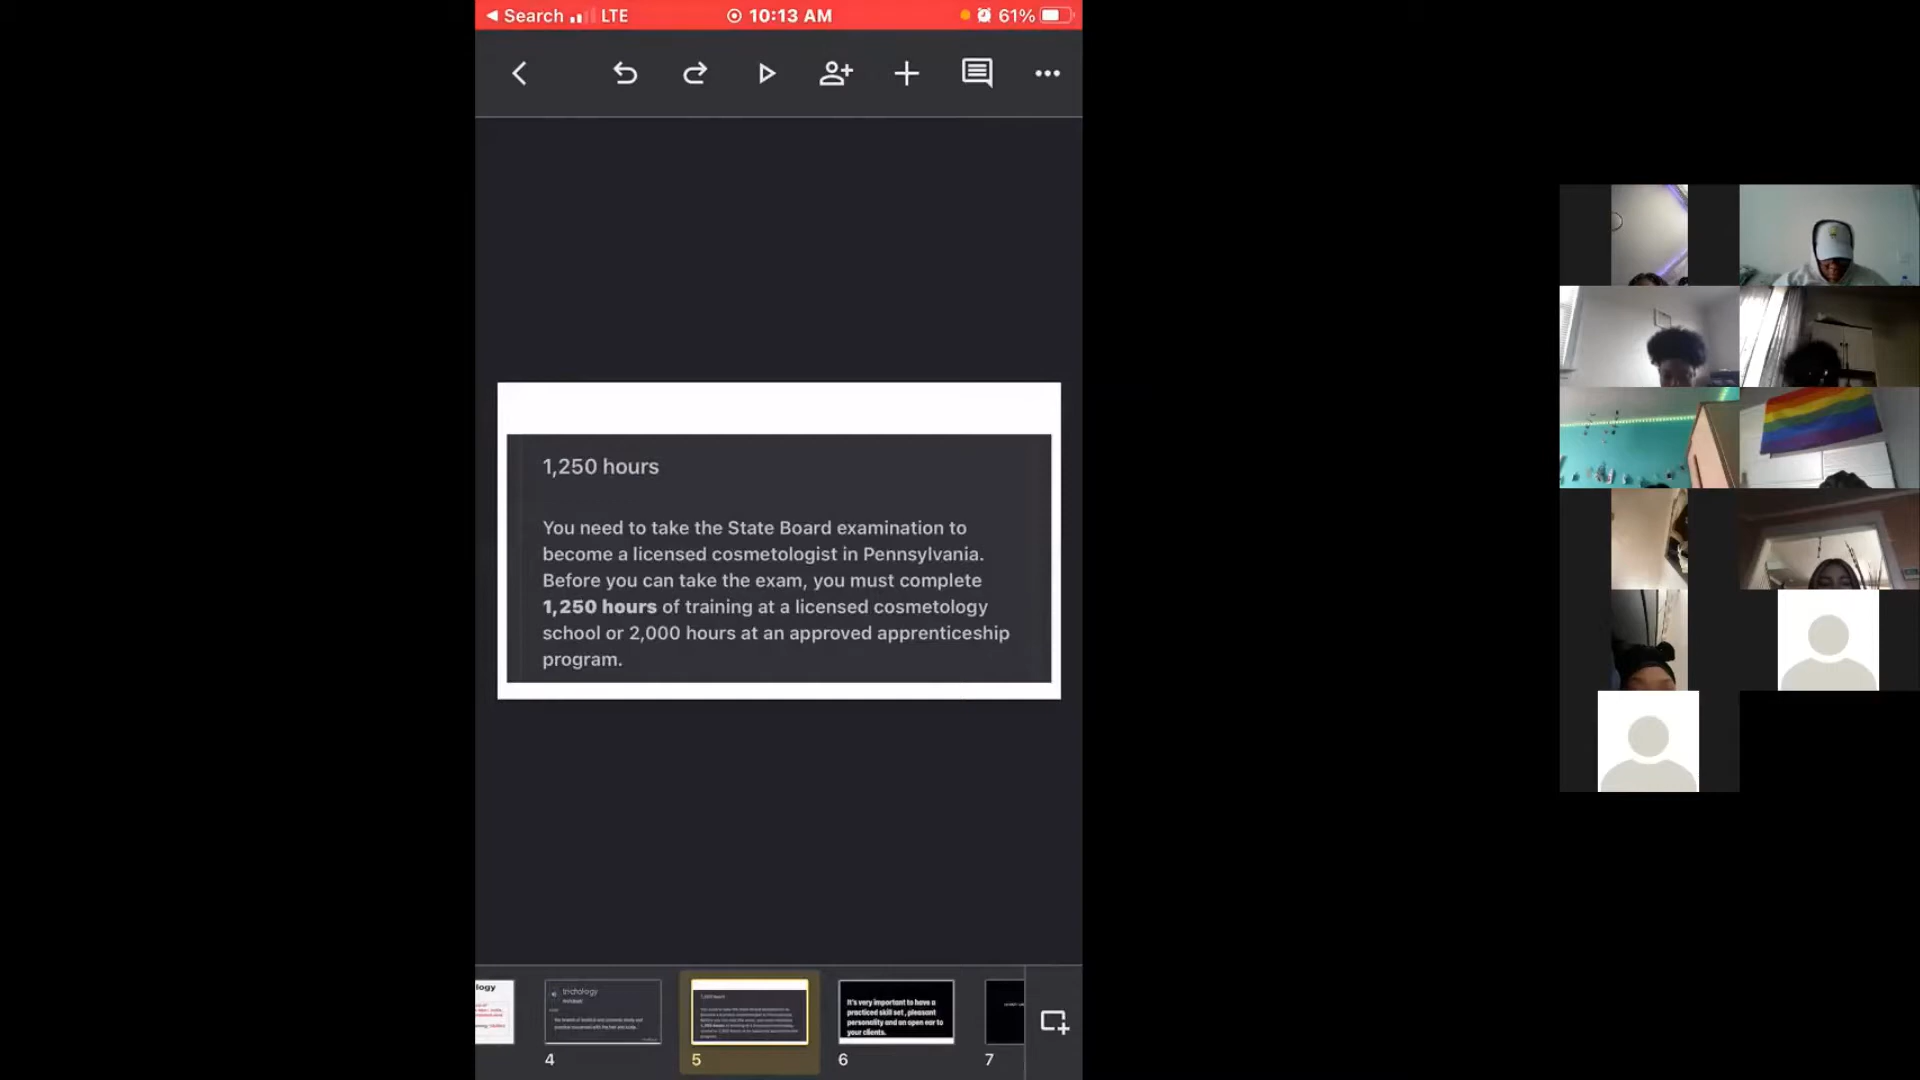 Search LTE 10:13 AM 61%
1,250 hours
You need to take the State Board examination to
become a licensed cosmetologist in Pennsylvania.
Before you can take the exam, you must complete
1,250 hours of training at a licensed cosmetology
school or 2,000 hours at an approved apprenticeship
program.
logy
trichology
It's very important to have a
practiced skill set, pleasant
personality and an open ear to
your clients.
4
5
6
7